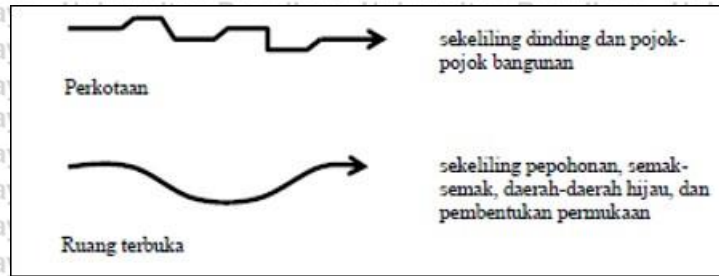 sekeliling dinding dan pojok-
pojok bangunan
Perkotaan
sekeliling pepohonan, semak-
semak, daerah-daerah hijau, dan
pembentukan permukaan
Ruang terbuka